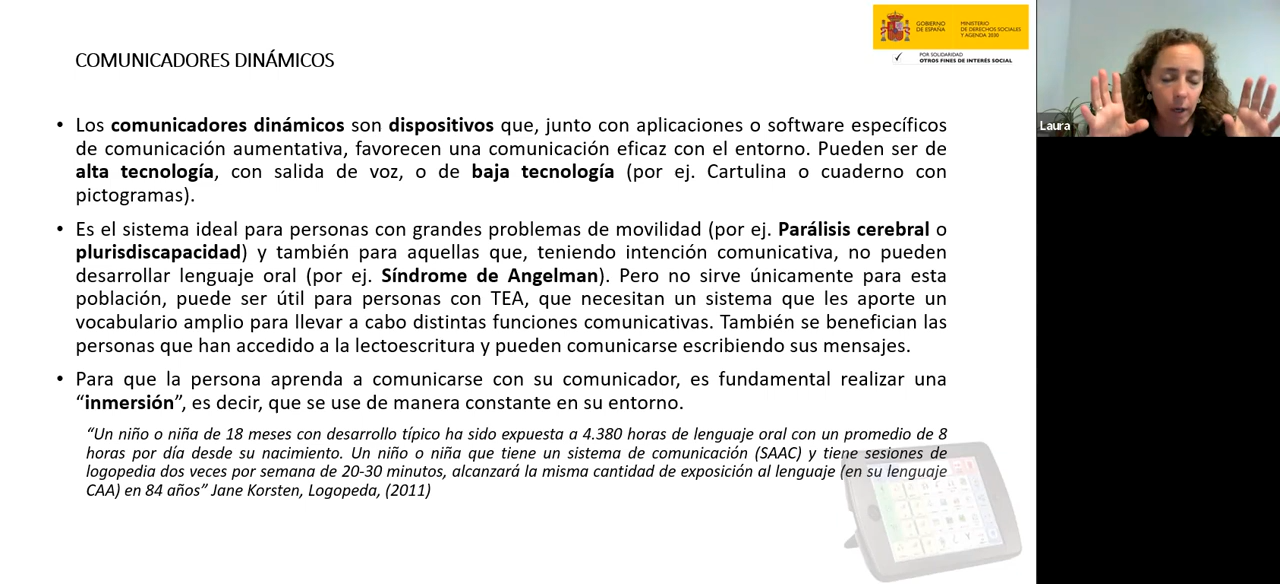 GOBIERNO
DE ESPAÑA
MINISTERIO
DE DERECHOS SOCIALES
Y AGENDA 2030
POR SOLIDARIDAD
OTROS FINES DE INTERÉS SOCIAL
COMUNICADORES DINÁMICOS
• Los comunicadores dinámicos son dispositivos que, junto con aplicaciones o software específicos
de comunicación aumentativa, favorecen una comunicación eficaz con el entorno. Pueden ser de
alta tecnología, con salida de voz, o de baja tecnología (por ej. Cartulina o cuaderno con
pictogramas).
• Es el sistema ideal para personas con grandes problemas de movilidad (por ej. Parálisis cerebral o
plurisdiscapacidad) y también para aquellas que, teniendo intención comunicativa, no pueden
desarrollar lenguaje oral (por ej. Síndrome de Angelman). Pero no sirve únicamente para esta
población, puede ser útil para personas con TEA, que necesitan un sistema que les aporte un
vocabulario amplio para llevar a cabo distintas funciones comunicativas. También se benefician las
personas que han accedido a la lectoescritura y pueden comunicarse escribiendo sus mensajes.
• Para que la persona aprenda a comunicarse con su comunicador, es fundamental realizar una
“inmersión”, es decir, que se use de manera constante en su entorno.
“Un niño o niña de 18 meses con desarrollo típico ha sido expuesta a 4.380 horas de lenguaje oral con un promedio de 8
horas por día desde su nacimiento. Un niño o niña que tiene un sistema de comunicación (SAAC) y tiene sesiones de
logopedia dos veces por semana de 20-30 minutos, alcanzará la misma cantidad de exposición al lenguaje (en su lenguaje
CAA) en 84 años” Jane Korsten, Logopeda, (2011)
Laura